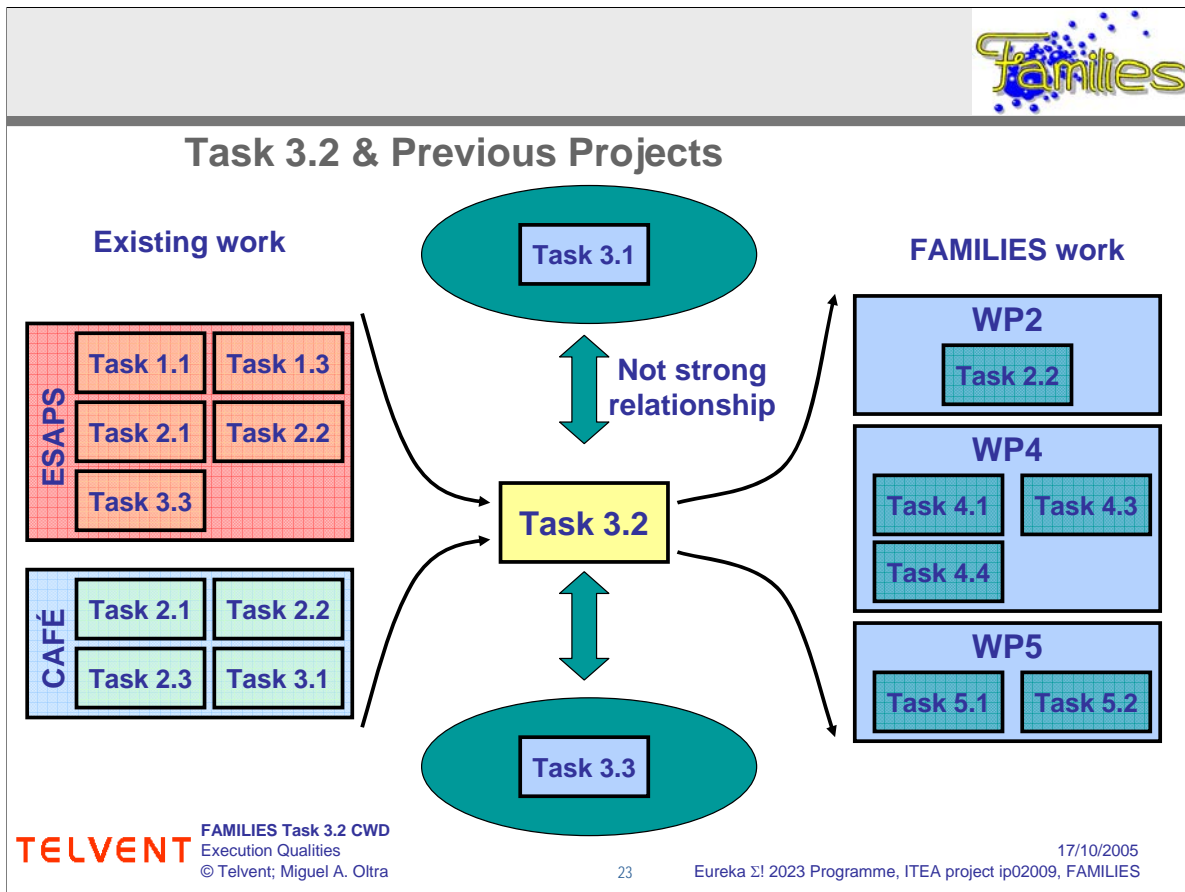 Families
Task 3.2 & Previous Projects
Existing work
Task 3.1
FAMILIES work
ESAPS
Task 1.1
Task 1.3
Task 2.1
Task 2.2
Task 3.3
CAFÉ
Task 2.1
Task 2.2
Task 2.3
Task 3.1
Not strong
relationship
Task 3.2
Task 3.3
WP2
Task 2.2
WP4
Task 4.1
Task 4.3
Task 4.4
WP5
Task 5.1
Task 5.2
TELVENT
FAMILIES Task 3.2 CWD
Execution Qualities
© Telvent; Miguel A. Oltra
23
17/10/2005
Eureka Σ! 2023 Programme, ITEA project ip02009, FAMILIES